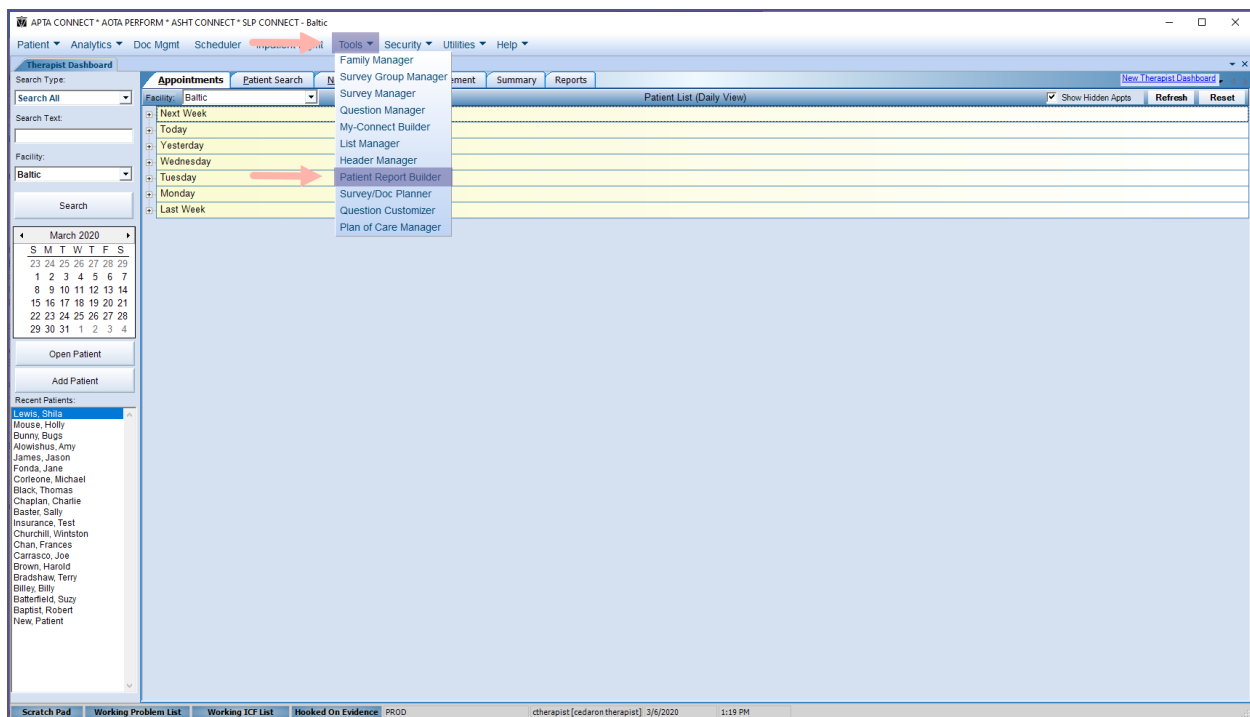 APTA CONNECT * AOTA PERFORM * ASHT CONNECT * SLP CONNECT - Baltic
Patient Analytics Doc Mgmt Scheduler Tools Security Utilities Help
Therapist Dashboard
Search Type:
Search All
Search Text:
Facility:
Baltic
Search
March 2020
S M T W T F S
23 24 25 26 27 28 29
1 2 3 4 5 6 7
8 9 10 11 12 13 14
15 16 17 18 19 20 21
22 23 24 25 26 27 28
29 30 31 1 2 3 4
Open Patient
Add Patient
Recent Patients:
Lewis, Shila
Mouse, Holly
Bunny, Bugs
Alowishus, Amy
James, Jason
Fonda, Jane
Corleone, Michael
Black, Thomas
Chaplan, Charlie
Baster, Sally
Insurance, Test
Churchill, Wintston
Chan, Frances
Carrasco, Joe
Brown, Harold
Bradshaw, Terry
Billey, Billy
Batterfield, Suzy
Baptist, Robert
New, Patient
Appointments Patient Search N ement Summary Reports New Therapist Dashboard
Facility: Baltic Patient List (Daily View) Show Hidden Appts Refresh Reset
Next Week
Today
Yesterday
Wednesday
Tuesday
Monday
Last Week
Family Manager
Survey Group Manager
Survey Manager
Question Manager
My-Connect Builder
List Manager
Header Manager
Patient Report Builder
Survey/Doc Planner
Question Customizer
Plan of Care Manager
Scratch Pad Working Problem List Working ICF List Hooked On Evidence PROD ctherapist [cedaron therapist] 3/6/2020 1:19 PM